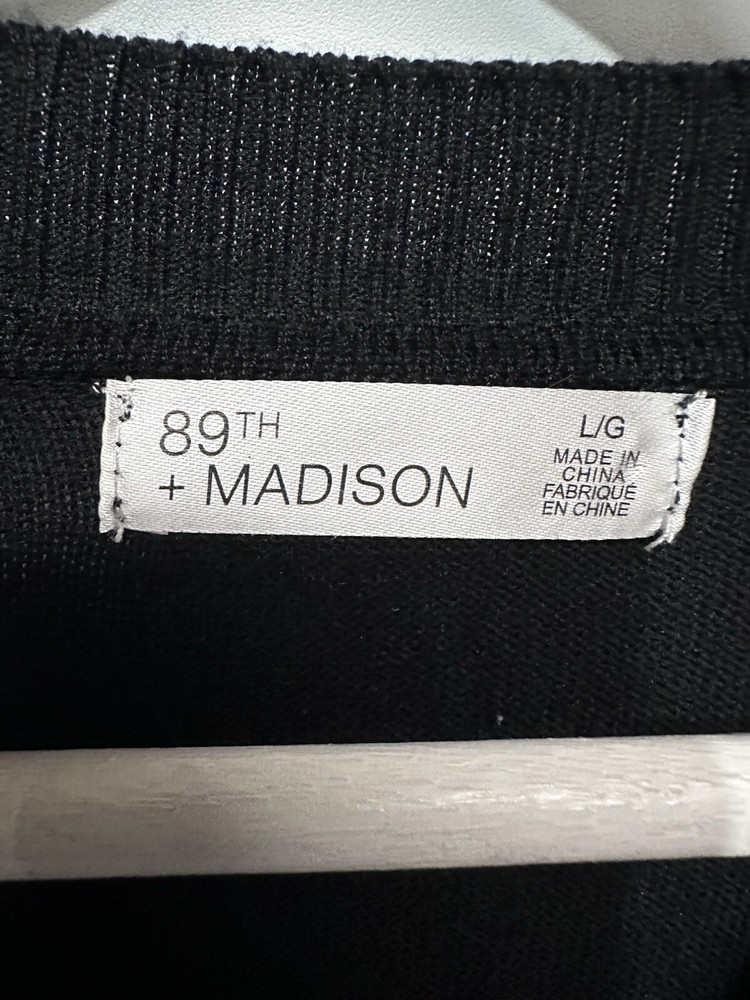 89TH
+ MADISON
L/G
MADE IN
CHINA
FABRIQUÉ
EN CHINE